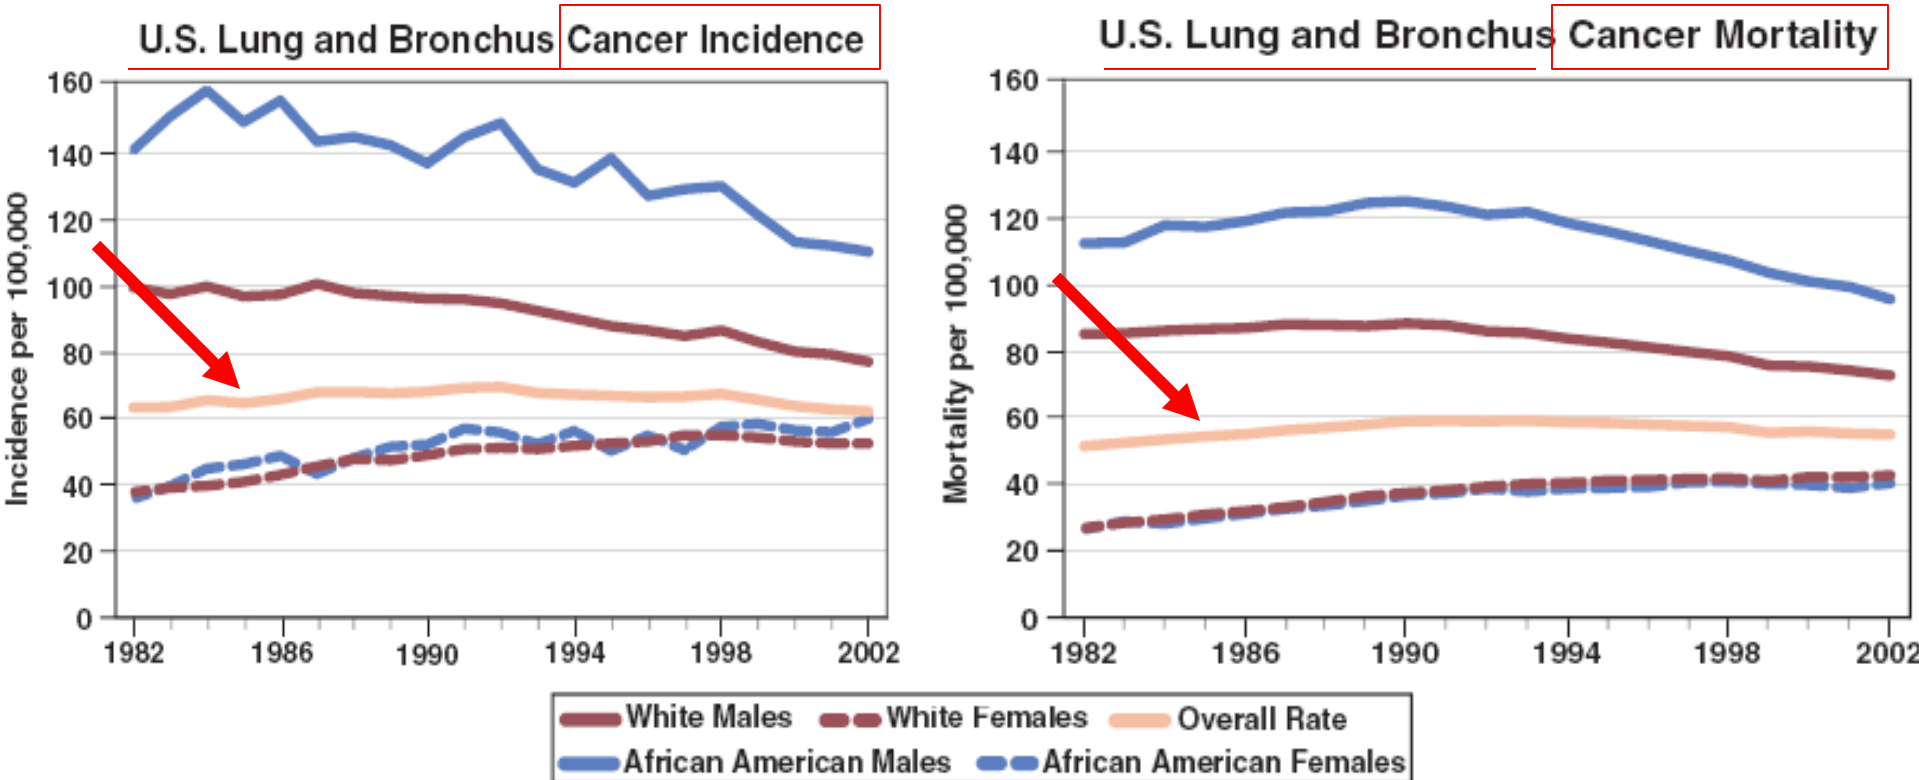 U.S. Lung and Bronchus Cancer Incidence
160
140
120
100
80
60
40
20
0
Incidence per 100,000
1982 1986 1990 1994 1998 2002
U.S. Lung and Bronchus Cancer Mortality
160
140
120
100
80
60
40
20
0
Mortality per 100,000
1982 1986 1990 1994 1998 2002
White Males White Females Overall Rate
African American Males African American Females